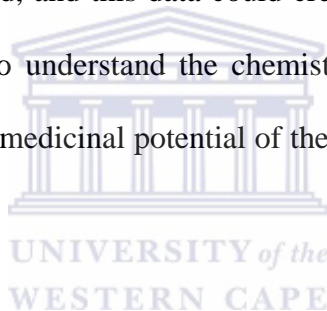 and this data could
o understand the chemist
medicinal potential of the
UNIVERSITY of the
WESTERN CAPE